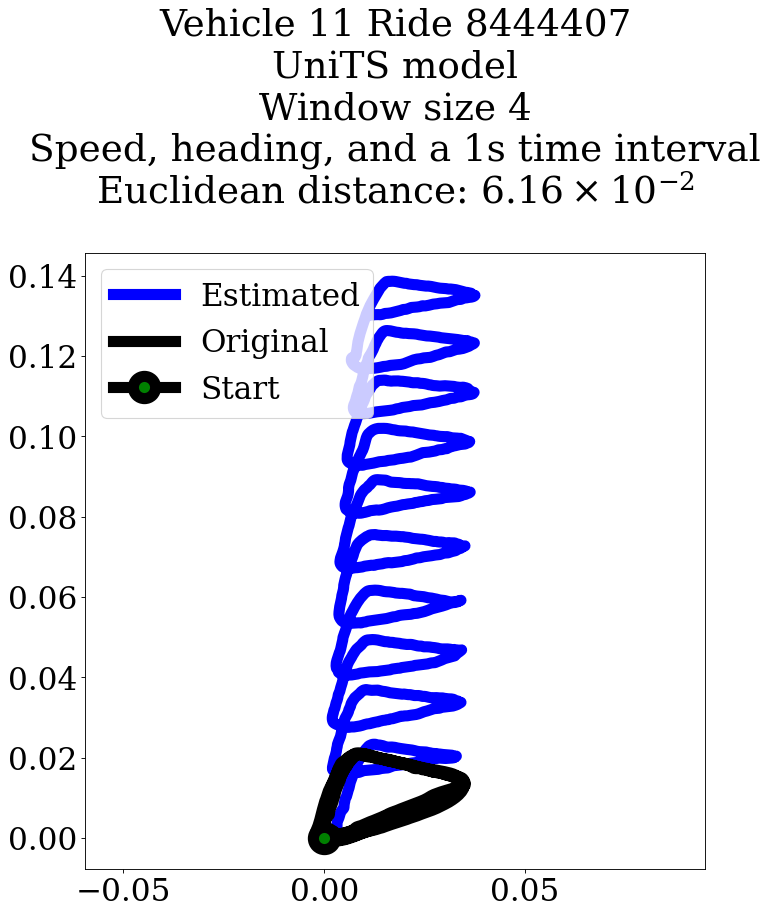 Vehicle 11 Ride 8444407
UniTS model
Window size 4
Speed, heading, and a 1s time interval
Euclidean distance: 6.16 × 10⁻²
Estimated
Original
Start
0.14
0.12
0.10
0.08
0.06
0.04
0.02
0.00
−0.05
0.00
0.05